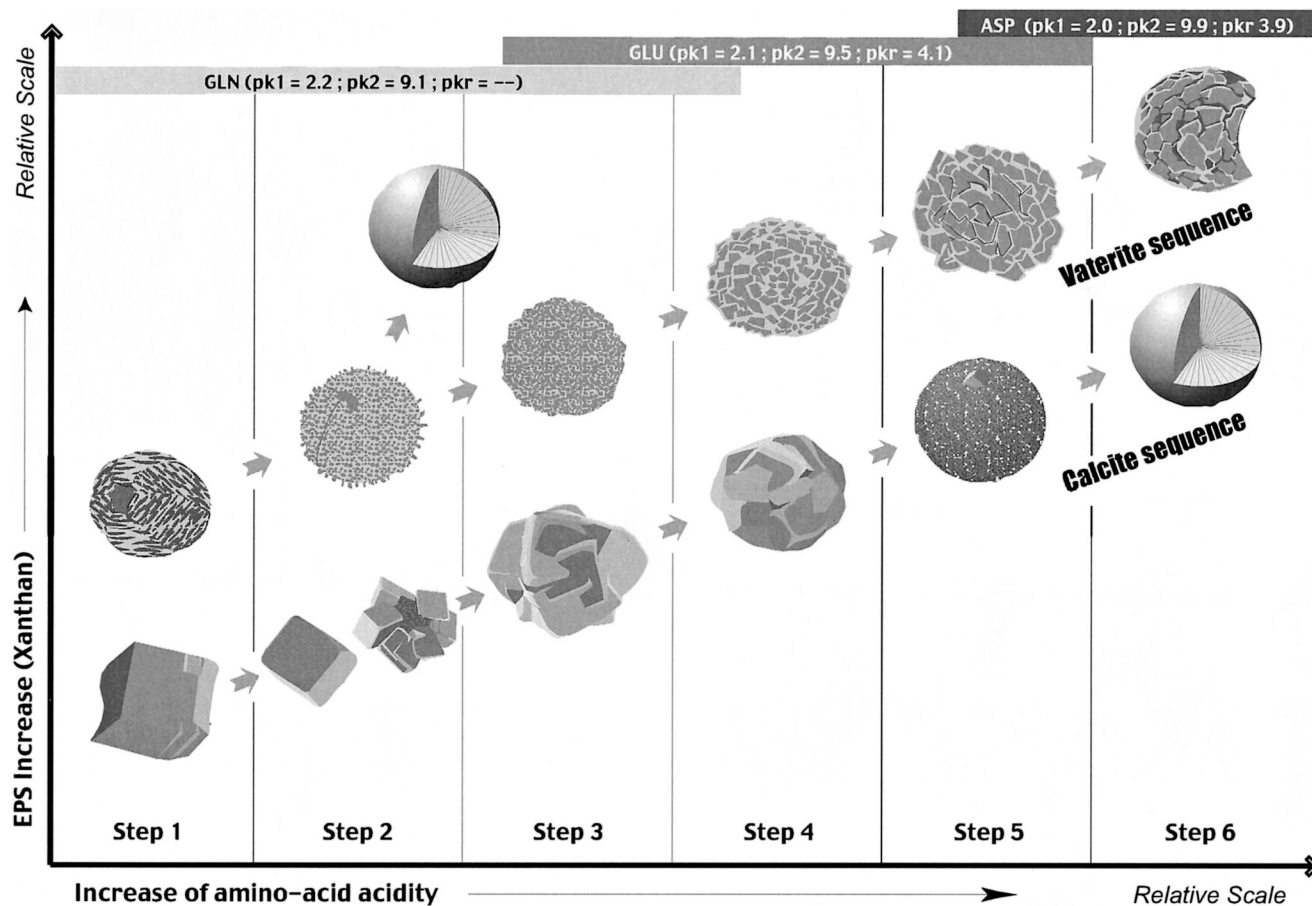 ASP (pk1 = 2.0 ; pk2 = 9.9 ; pkr 3.9)
GLU (pk1 = 2.1 ; pk2 = 9.5 ; pkr = 4.1)
GLN (pk1 = 2.2 ; pk2 = 9.1 ; pkr = --)
Relative Scale
EPS Increase (Xanthan)
Vaterite sequence
Calcite sequence
Step 1
Step 2
Step 3
Step 4
Step 5
Step 6
Increase of amino-acid acidity
Relative Scale